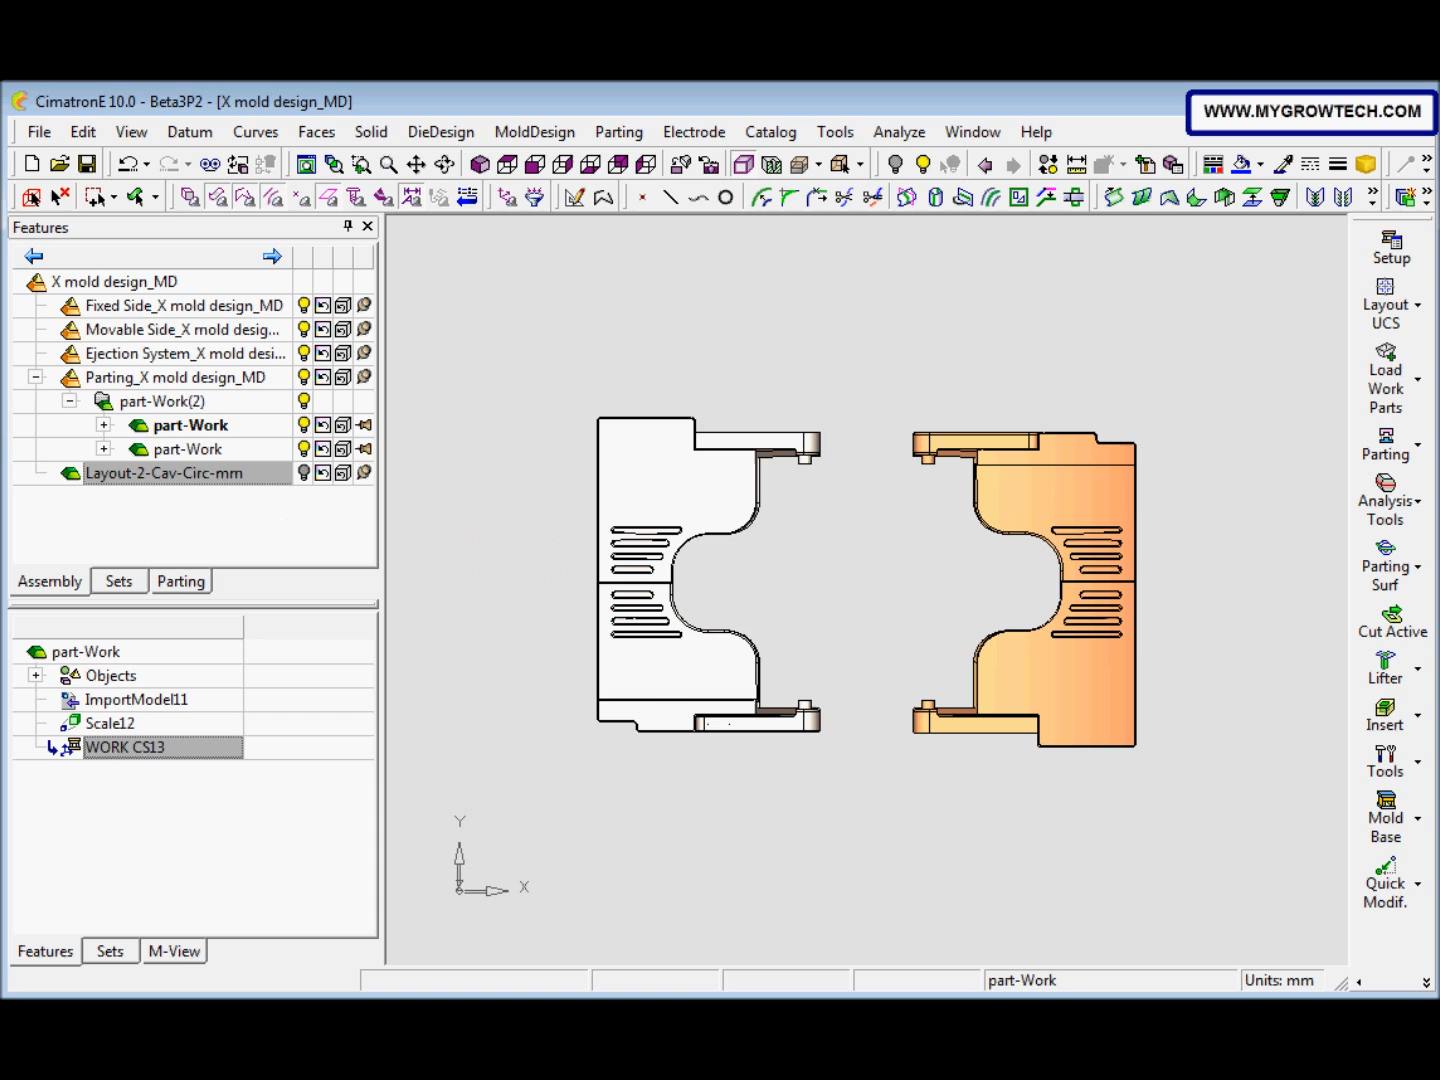 CimatronE 10.0 - Beta3P2 - [X mold design_MD]
WWW.MYGROWTECH.COM
File Edit View Datum Curves Faces Solid DieDesign MoldDesign Parting Electrode Catalog Tools Analyze Window Help
Features
X mold design_MD
Fixed Side_X mold design_MD
Movable Side_X mold desig...
Ejection System_X mold desi...
Parting_X mold design_MD
part-Work(2)
part-Work
part-Work
Layout-2-Cav-Circ-mm
Assembly Sets Parting
part-Work
Objects
ImportModel11
Scale12
WORK CS13
Features Sets M-View
Y
X
Setup
Layout
UCS
Load
Work
Parts
Parting
Analysis
Tools
Parting
Surf
Cut Active
Lifter
Insert
Tools
Mold
Base
Quick
Modif.
part-Work
Units: mm